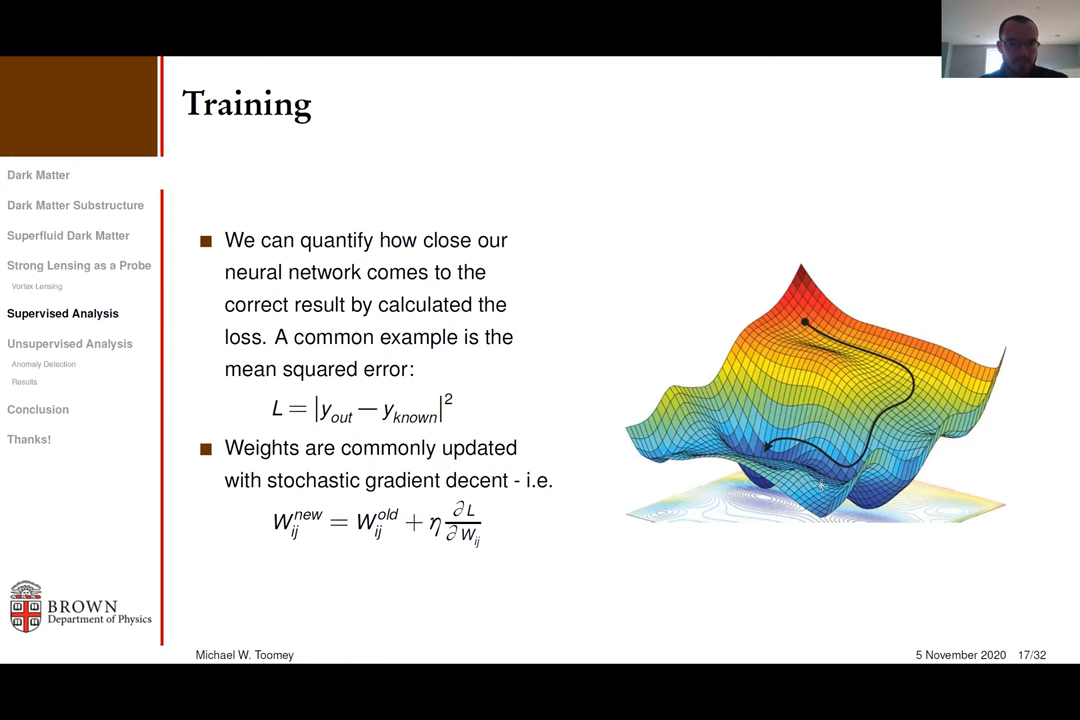 Training
Dark Matter
Dark Matter Substructure
Superfluid Dark Matter
Strong Lensing as a Probe
Vortex Lensing
Supervised Analysis
Unsupervised Analysis
Anomaly Detection
Results
Conclusion
Thanks!
■ We can quantify how close our
neural network comes to the
correct result by calculated the
loss. A common example is the
mean squared error:
L = |y_out − y_known|²
■ Weights are commonly updated
with stochastic gradient decent - i.e.
W_ij^new = W_ij^old + η ∂L/∂W_ij
BROWN
Department of Physics
Michael W. Toomey
5 November 2020 17/32